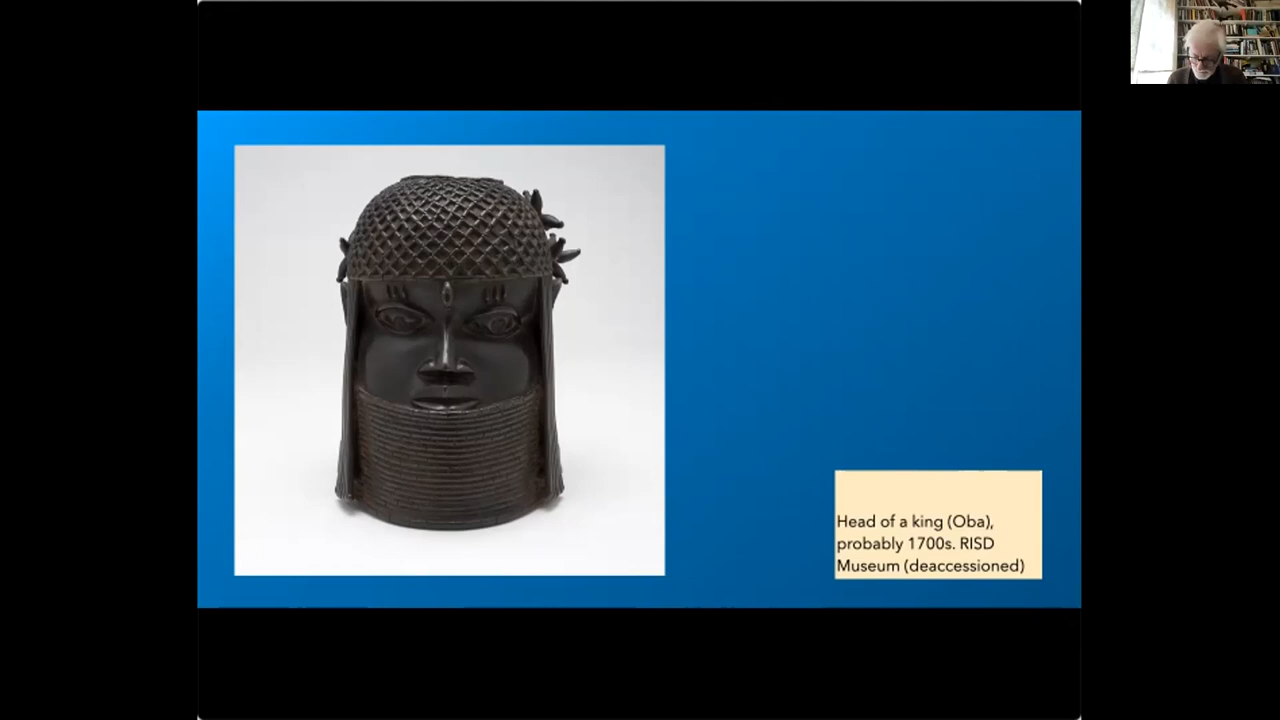 Head of a king (Oba),
probably 1700s. RISD
Museum (deaccessioned)